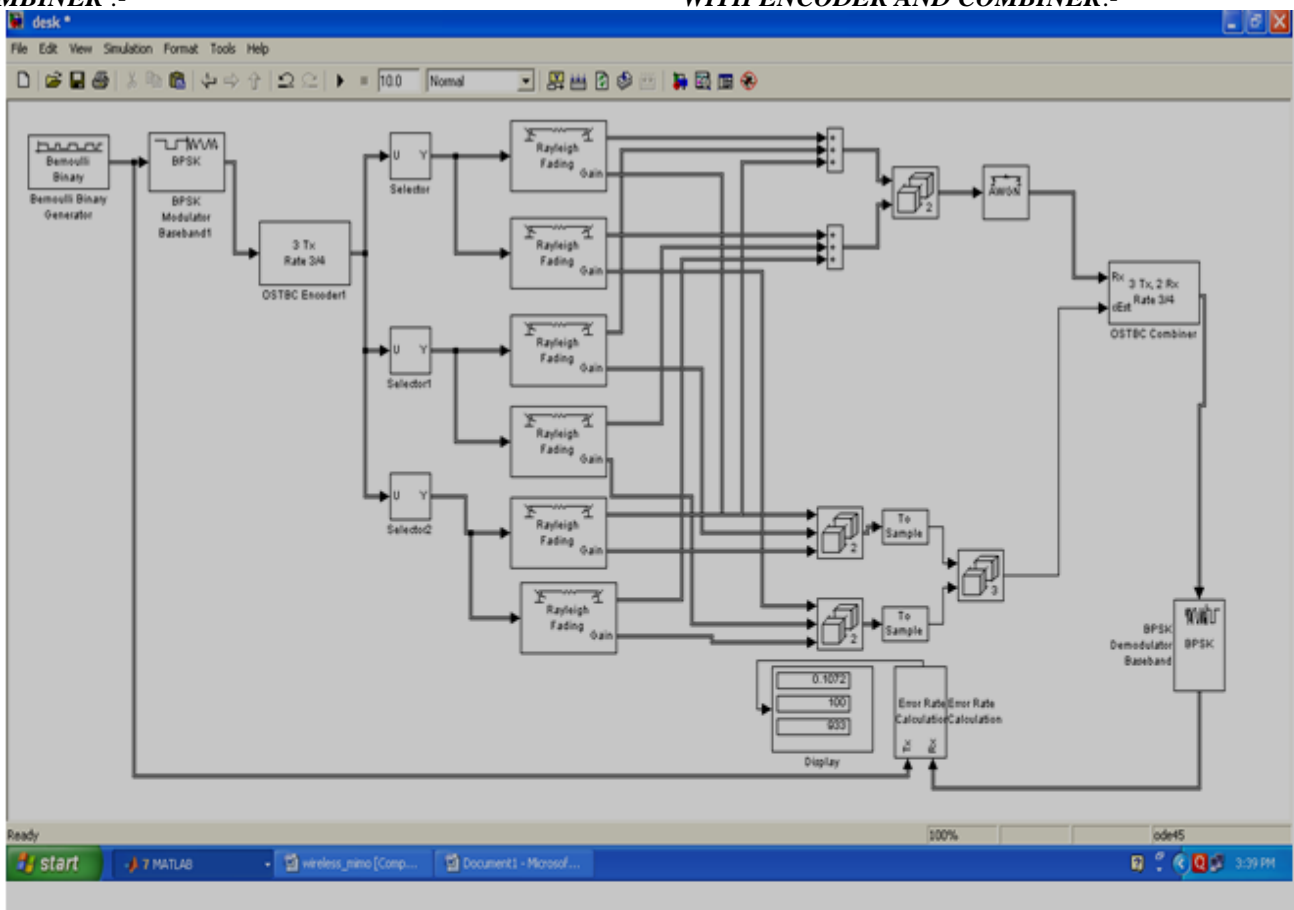 MBINER :-
WITH ENCODER AND COMBINER:-
desk *
File Edit View Simulation Format Tools Help
10.0 Normal
Bernoulli
Binary
Bernoulli Binary
Generator
BPSK
BPSK
Modulator
Baseband1
3 Tx
Rate 3/4
OSTBC Encoder1
U Y
Selector
U Y
Selector1
U Y
Selector2
Rayleigh
Fading
Gain
Rayleigh
Fading
Gain
Rayleigh
Fading
Gain
Rayleigh
Fading
Gain
Rayleigh
Fading
Gain
Rayleigh
Fading
Gain
+
+
+
+
+
+
2
AWGN
Rx
cEst
3 Tx, 2 Rx
Rate 3/4
OSTBC Combiner
2
To
Sample
2
To
Sample
3
BPSK
Demodulator
Baseband
BPSK
0.1072
100
933
Display
Error Rate
Calculation
Tx Rx
Error Rate
Calculation
Ready
100%
ode45
start
7 MATLAB
wireless_mimo [Comp...
Document1 - Microsof...
3:39 PM